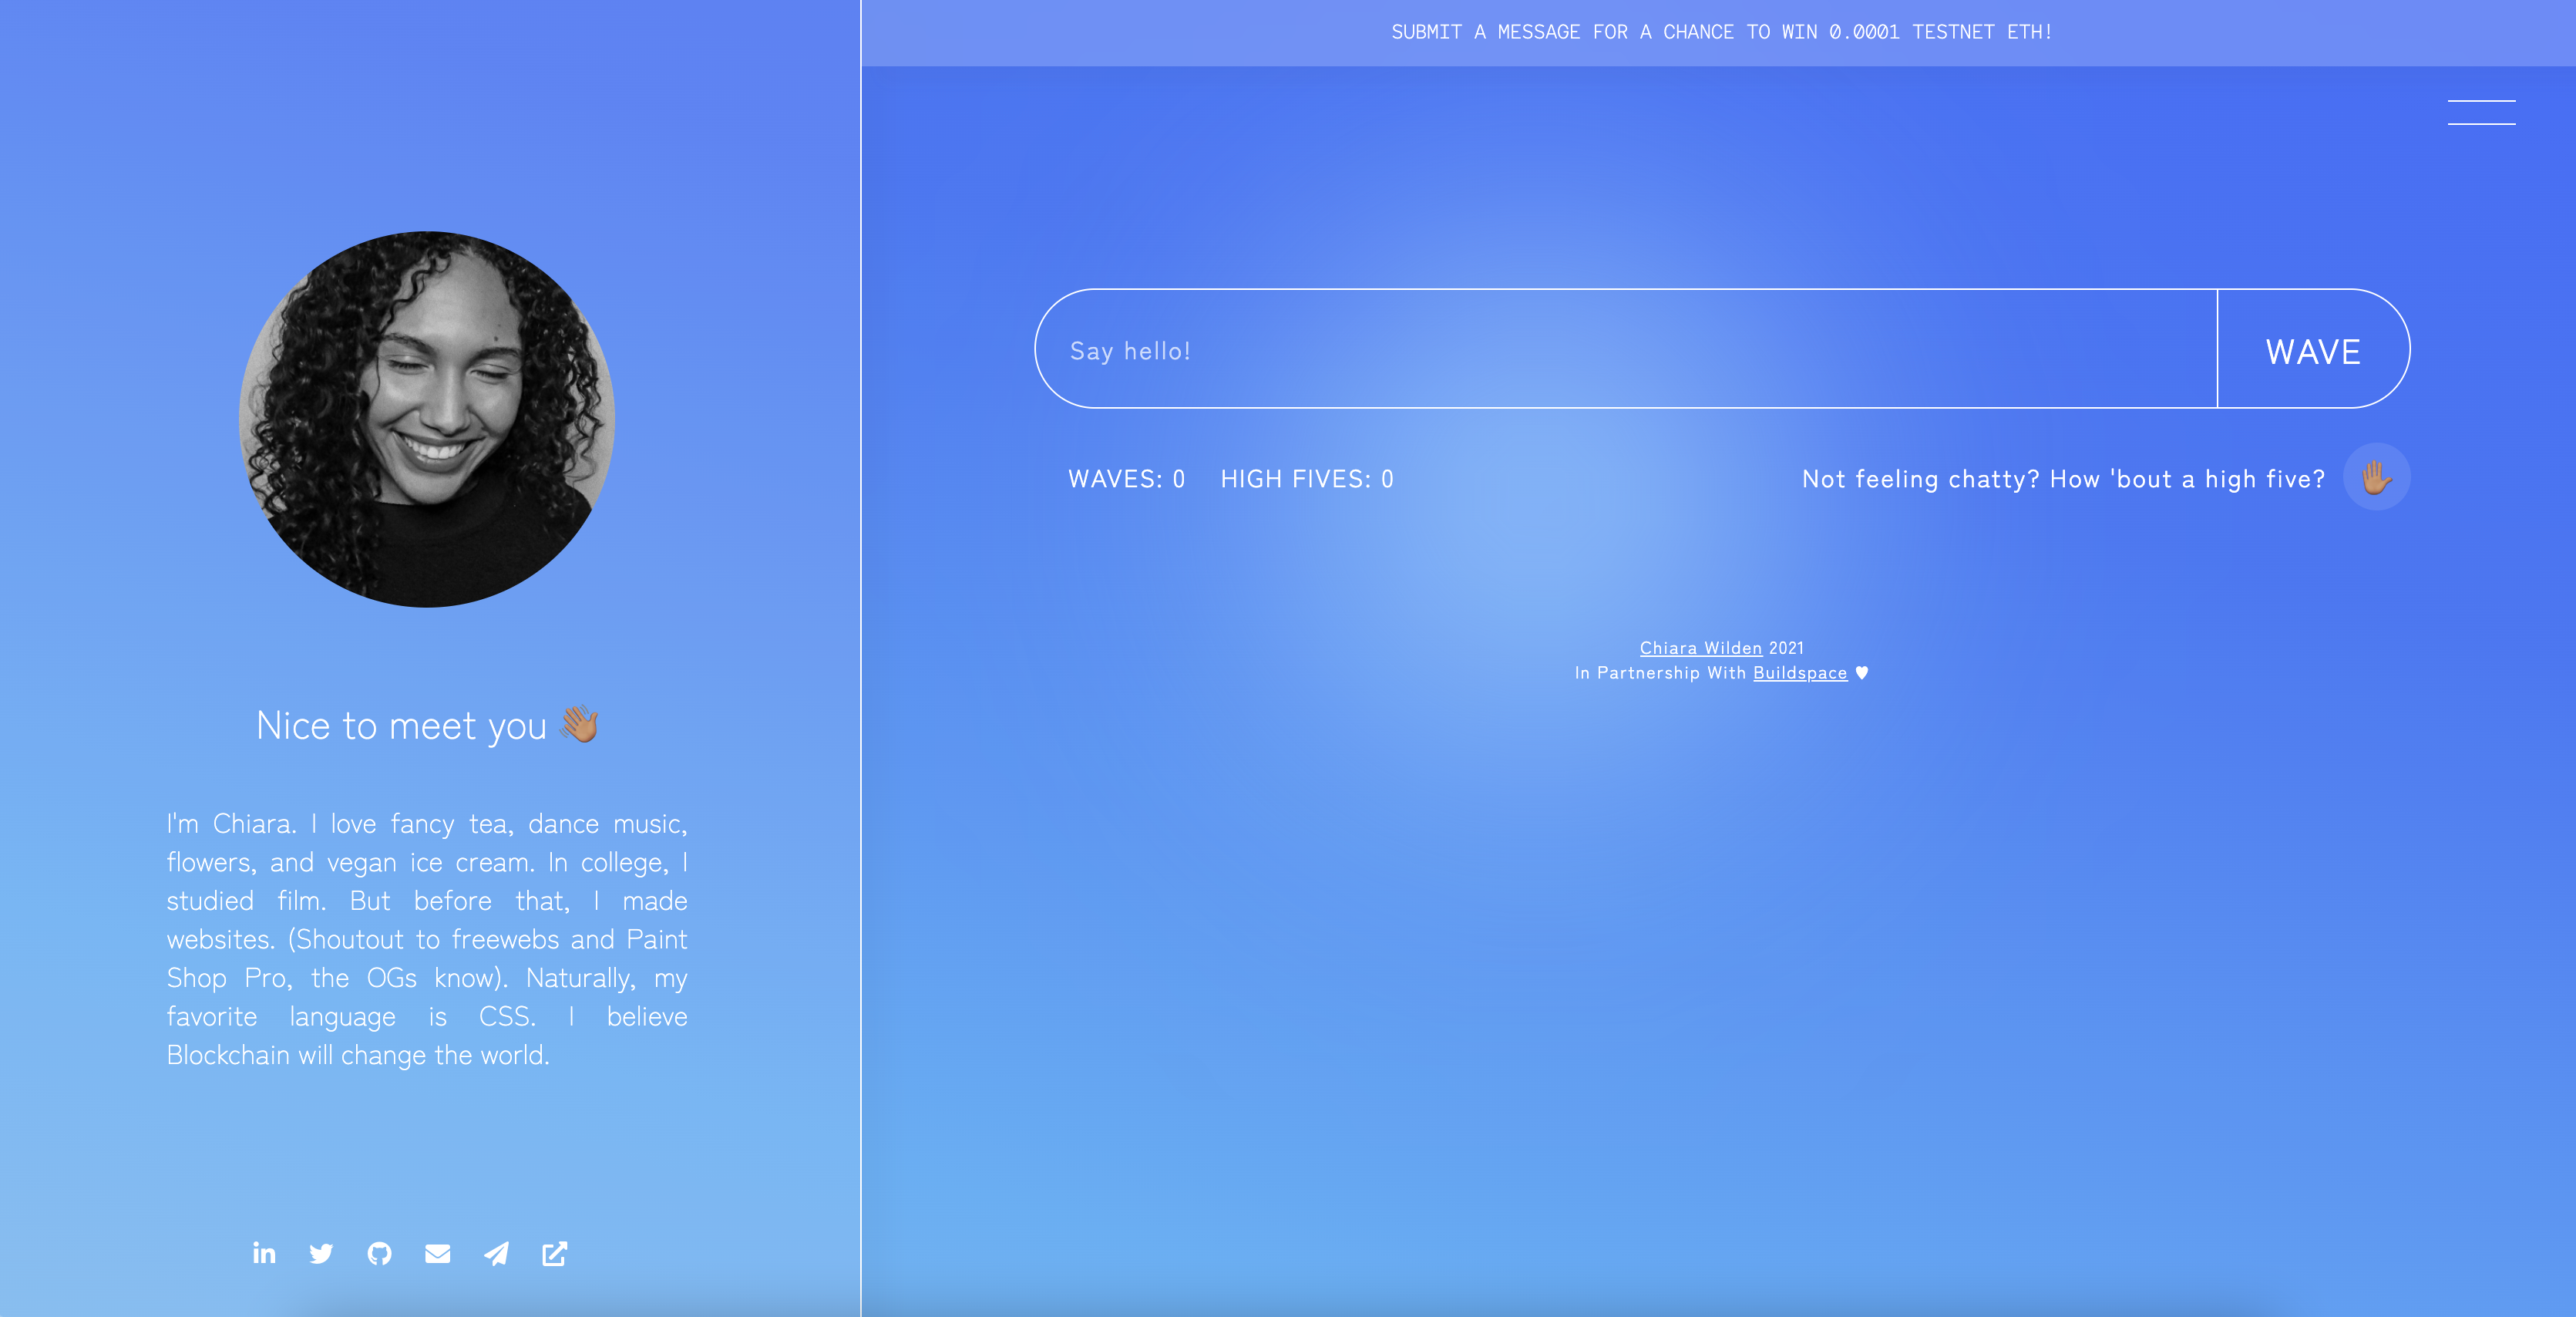 SUBMIT A MESSAGE FOR A CHANCE TO WIN 0.0001 TESTNET ETH!
Nice to meet you 👋🏽
I'm Chiara. I love fancy tea, dance music,
flowers, and vegan ice cream. In college, I
studied film. But before that, I made
websites. (Shoutout to freewebs and Paint
Shop Pro, the OGs know). Naturally, my
favorite language is CSS. I believe
Blockchain will change the world.
Say hello!
WAVE
WAVES: 0 HIGH FIVES: 0
Not feeling chatty? How 'bout a high five? 🤚🏽
Chiara Wilden 2021
In Partnership With Buildspace ♥